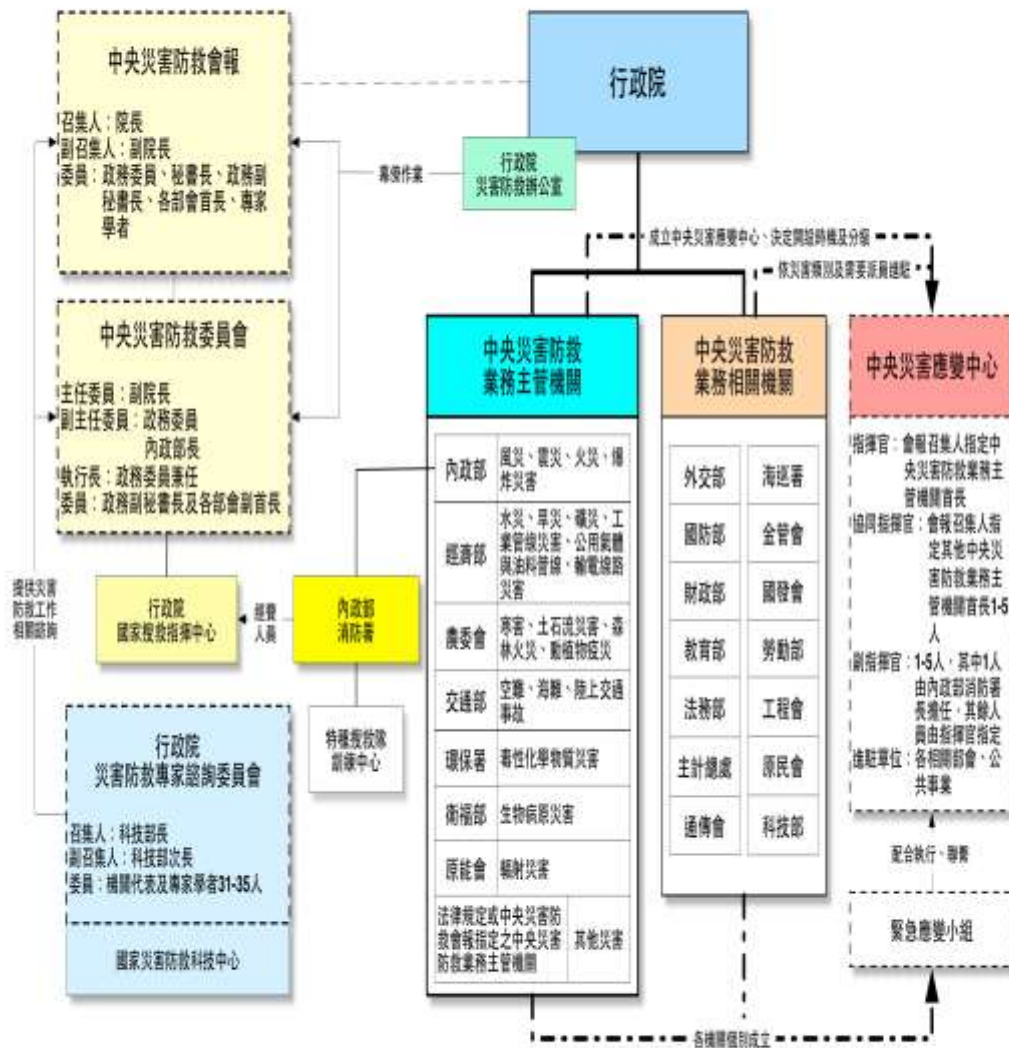 中央災害防救會報
召集人：院長
副召集人：副院長
委員：政務委員、秘書長、政務副
秘書長、各部會首長、專家
學者
行政院
行政院
災害防救辦公室
幕僚作業
成立中央災害應變中心、決定開設時機及分級
依災害類別及需要派員進駐
中央災害防救委員會
主任委員：副院長
副主任委員：政務委員
內政部長
執行長：政務委員兼任
委員：政務副秘書長及各部會副首長
提供災害
防救工作
相關諮詢
行政院
國家搜救指揮中心
經費
人員
內政部
消防署
特種搜救隊
訓練中心
行政院
災害防救專家諮詢委員會
召集人：科技部長
副召集人：科技部次長
委員：機關代表及專家學者31-35人
國家災害防救科技中心
中央災害防救
業務主管機關
內政部
風災、震災、火災、爆
炸災害
經濟部
水災、旱災、礦災、工
業管線災害、公用氣體
與油料管線、輸電線路
災害
農委會
寒害、土石流災害、森
林火災、動植物疫災
交通部
空難、海難、陸上交通
事故
環保署
毒性化學物質災害
衛福部
生物病原災害
原能會
輻射災害
法律規定或中央災害防
救會報指定之中央災害
防救業務主管機關
其他災害
中央災害防救
業務相關機關
外交部
海巡署
國防部
金管會
財政部
國發會
教育部
勞動部
法務部
工程會
主計總處
原民會
通傳會
科技部
中央災害應變中心
指揮官：會報召集人指定中
央災害防救業務主
管機關首長
協同指揮官：會報召集人指
定其他中央災
害防救業務主
管機關首長1-5
人
副指揮官：1-5人，其中1人
由內政部消防署
長擔任，其餘人
員由指揮官指定
進駐單位：各相關部會、公
共事業
配合執行、聯繫
緊急應變小組
各機關個別成立